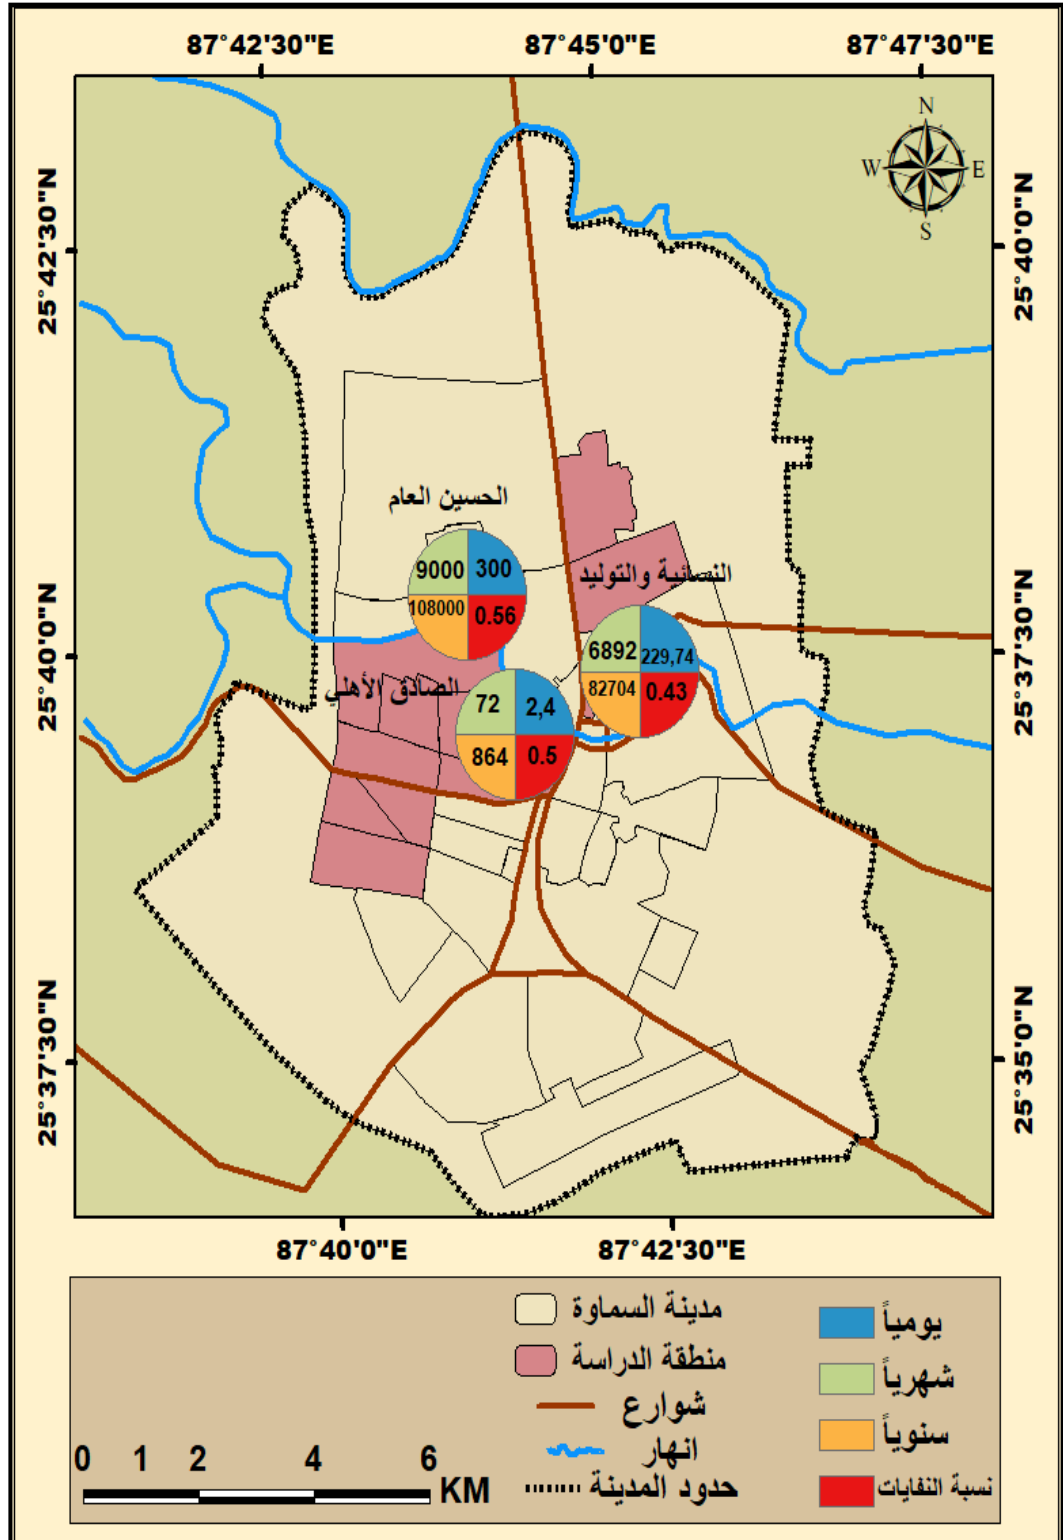 87°42'30"E 87°45'0"E 87°47'30"E
N
W E
S
25°42'30"N
25°40'0"N
الحسين العام
9000 300
108000 0.56
النسائية والتوليد
6892 229,74
82704 0.43
الصادق الأهلي
72 2,4
864 0.5
25°40'0"N
25°37'30"N
25°37'30"N
25°35'0"N
87°40'0"E 87°42'30"E
مدينة السماوة
منطقة الدراسة
شوارع
انهار
حدود المدينة
يومياً
شهرياً
سنوياً
نسبة النفايات
0 1 2 4 6
KM